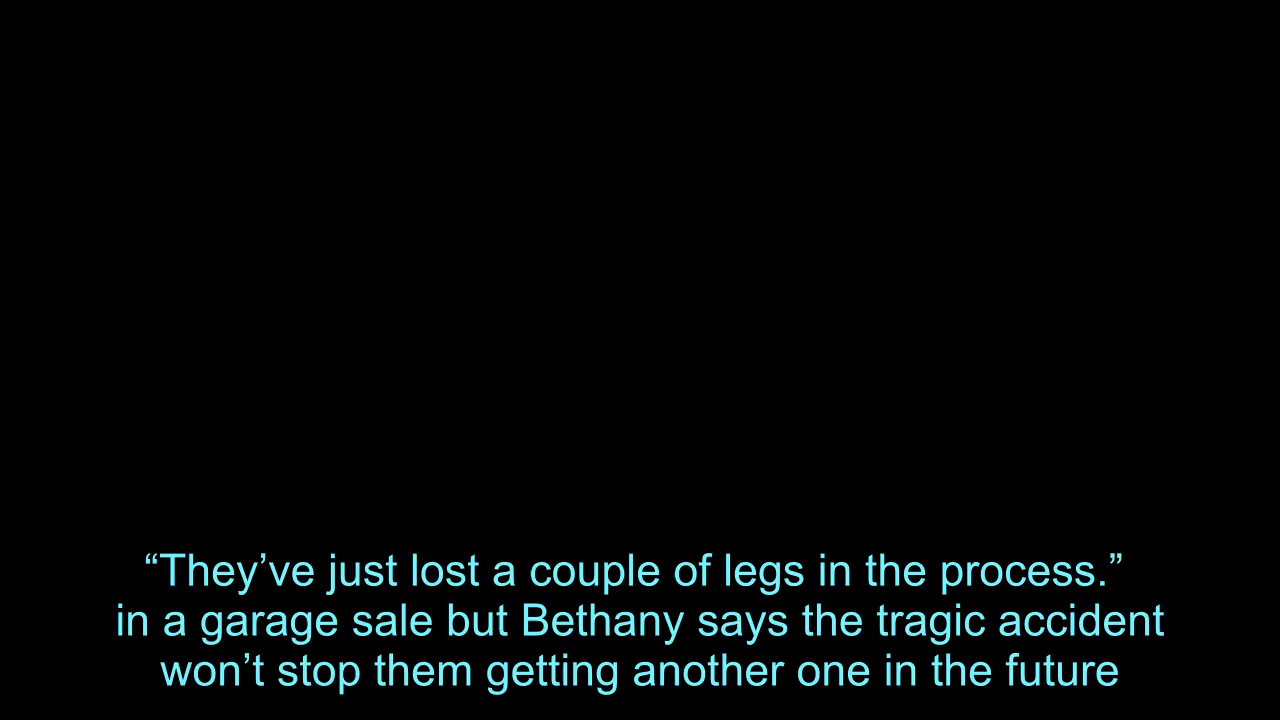 “They’ve just lost a couple of legs in the process.”
in a garage sale but Bethany says the tragic accident
won’t stop them getting another one in the future